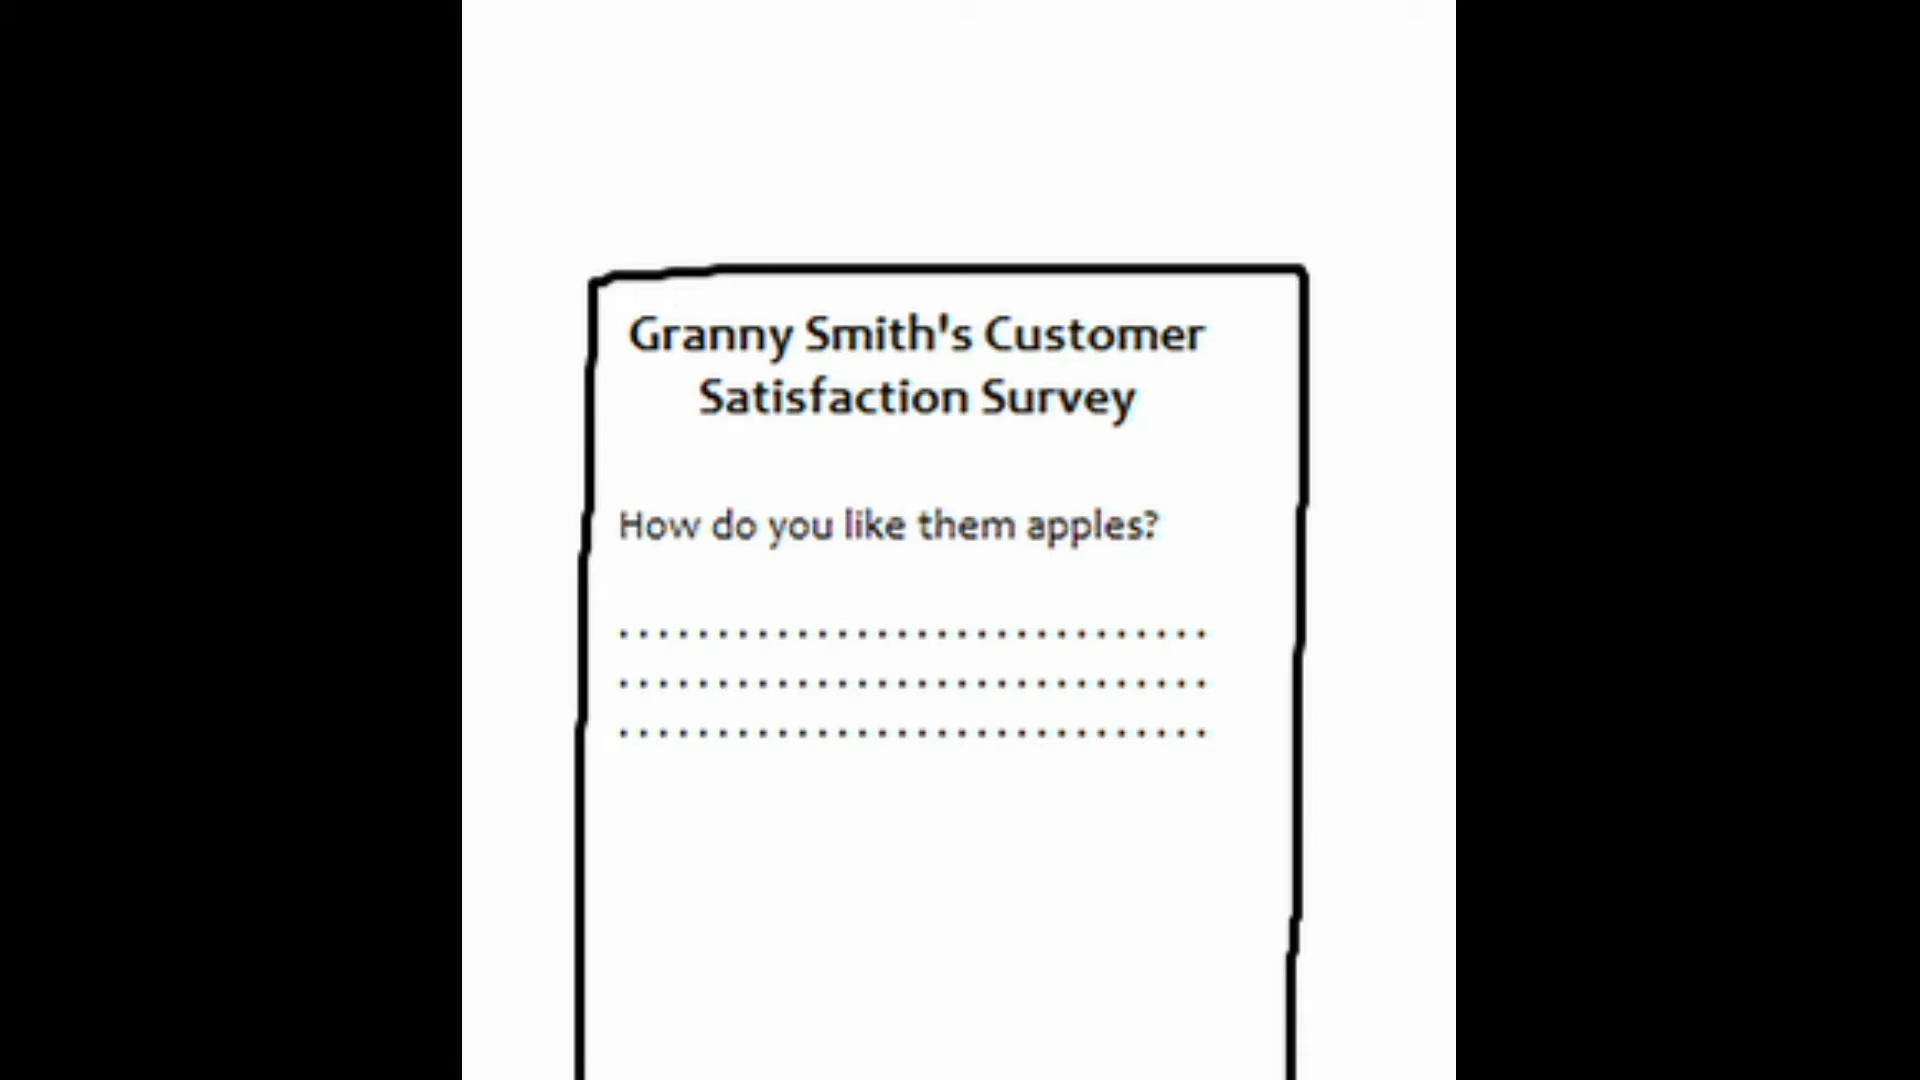 Granny Smith's Customer
Satisfaction Survey
How do you like them apples?
..............................
..............................
..............................